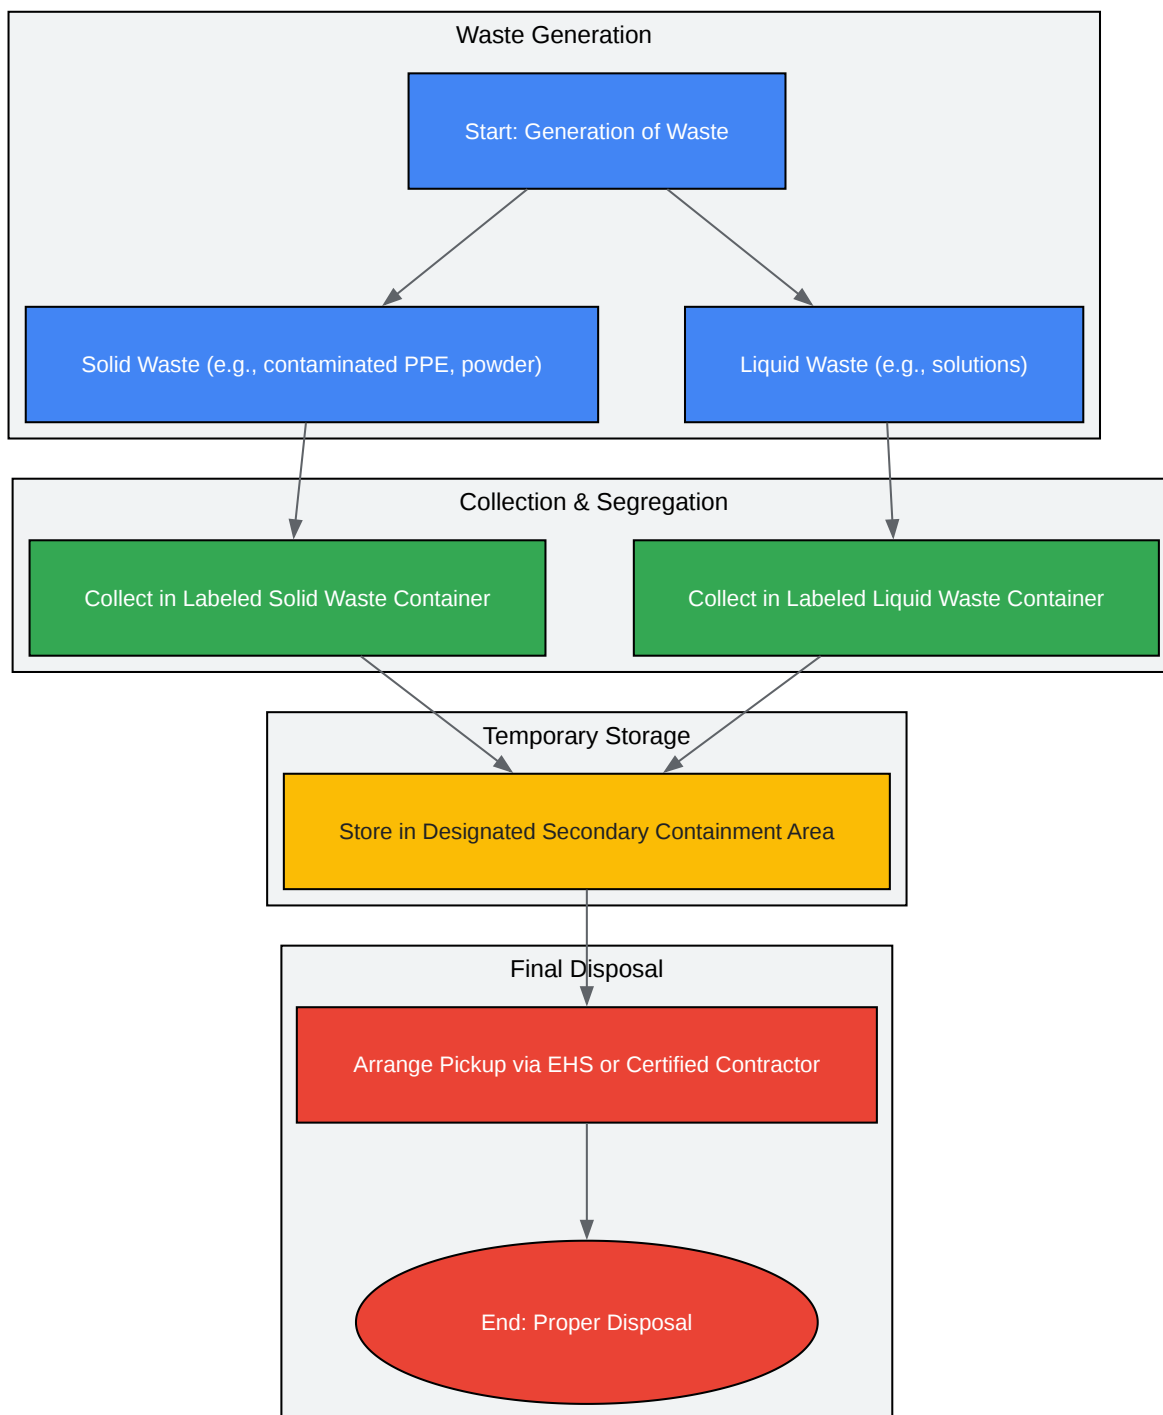 Waste Generation
Start: Generation of Waste
Solid Waste (e.g., contaminated PPE, powder)
Liquid Waste (e.g., solutions)
Collection & Segregation
Collect in Labeled Solid Waste Container
Collect in Labeled Liquid Waste Container
Temporary Storage
Store in Designated Secondary Containment Area
Final Disposal
Arrange Pickup via EHS or Certified Contractor
End: Proper Disposal